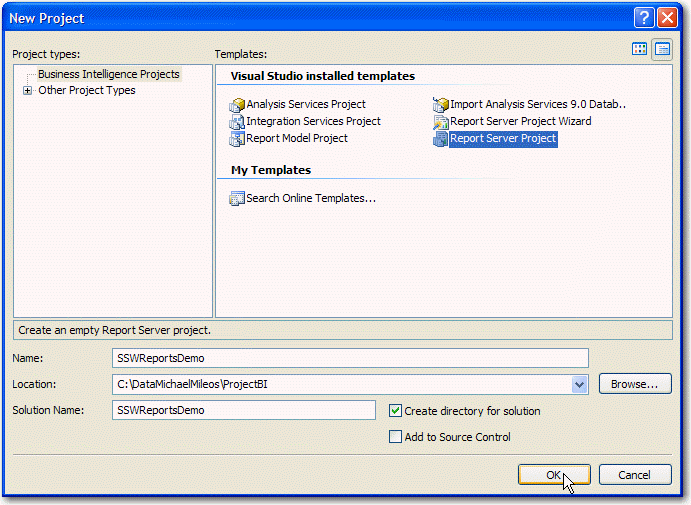 New Project
Project types:
Templates:
Business Intelligence Projects
Other Project Types
Visual Studio installed templates
Analysis Services Project
Import Analysis Services 9.0 Datab..
Integration Services Project
Report Server Project Wizard
Report Model Project
Report Server Project
My Templates
Search Online Templates...
Create an empty Report Server project.
Name:
SSWReportsDemo
Location:
C:\DataMichaelMileos\ProjectBI
Browse...
Solution Name:
SSWReportsDemo
Create directory for solution
Add to Source Control
OK
Cancel